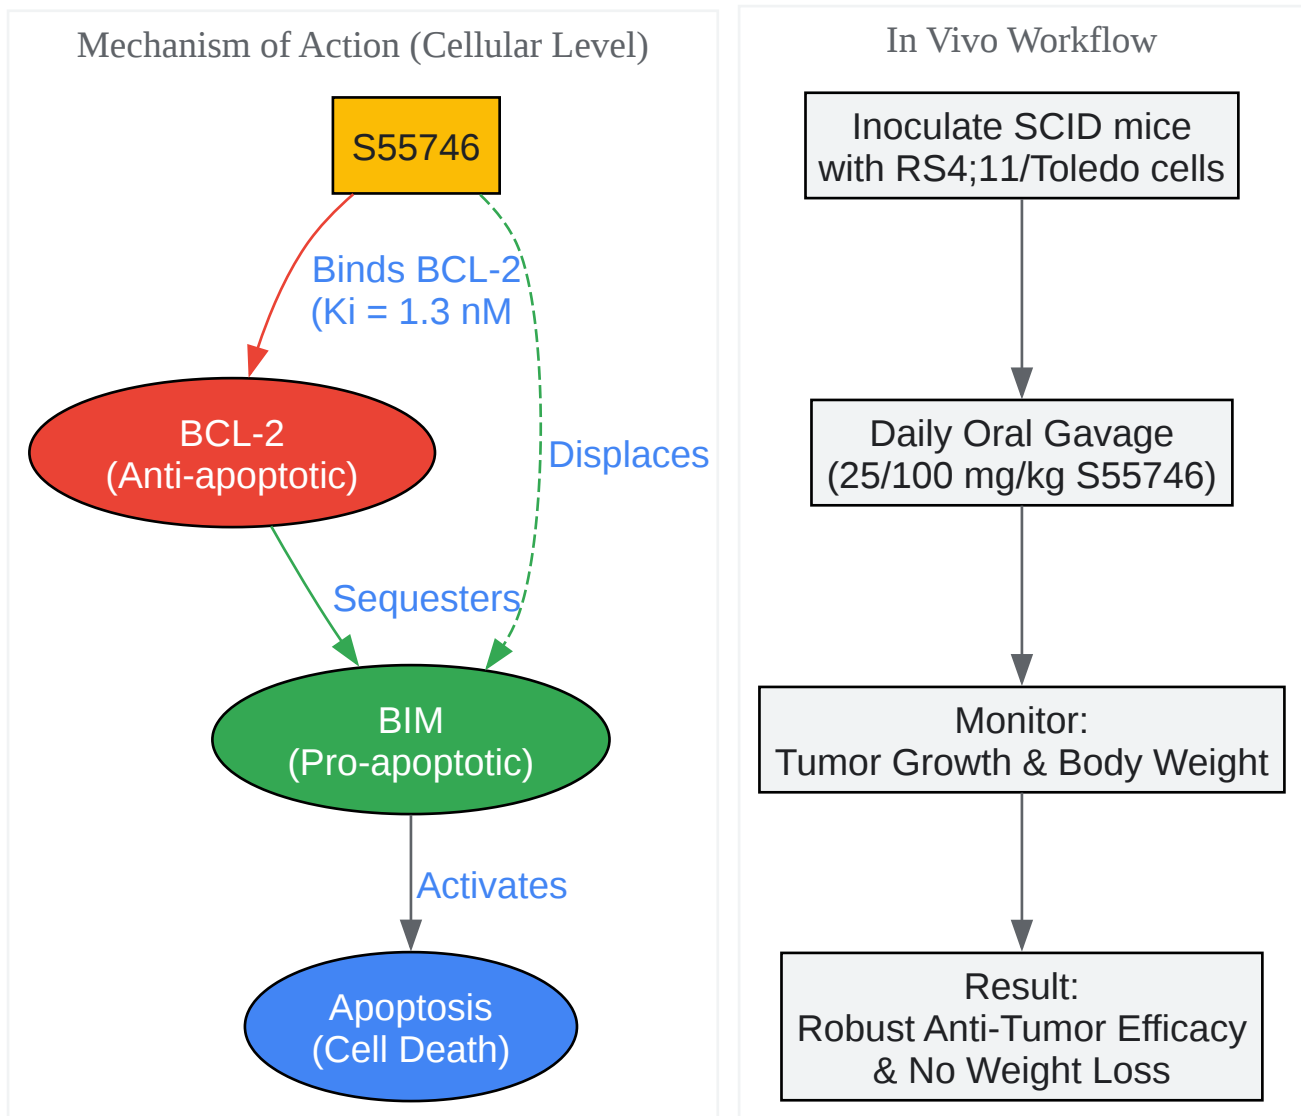 Mechanism of Action (Cellular Level)
S55746
Binds BCL-2
(Ki = 1.3 nM
BCL-2
(Anti-apoptotic)
Displaces
Sequesters
BIM
(Pro-apoptotic)
Activates
Apoptosis
(Cell Death)
In Vivo Workflow
Inoculate SCID mice
with RS4;11/Toledo cells
Daily Oral Gavage
(25/100 mg/kg S55746)
Monitor:
Tumor Growth & Body Weight
Result:
Robust Anti-Tumor Efficacy
& No Weight Loss